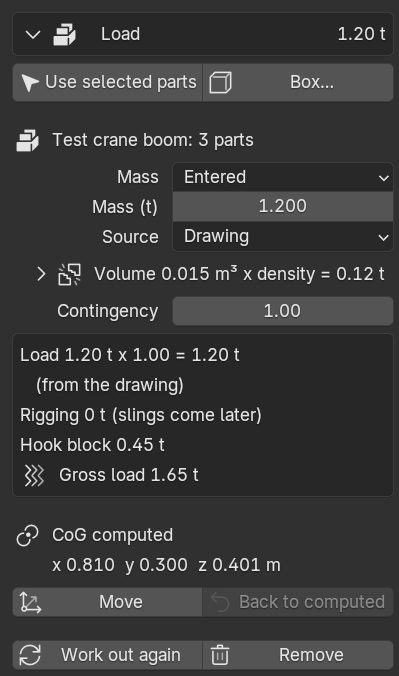 Load 1.20 t
Use selected parts Box...
Test crane boom: 3 parts
Mass Entered
Mass (t) 1.200
Source Drawing
Volume 0.015 m³ x density = 0.12 t
Contingency 1.00
Load 1.20 t x 1.00 = 1.20 t
(from the drawing)
Rigging 0 t (slings come later)
Hook block 0.45 t
Gross load 1.65 t
CoG computed
x 0.810 y 0.300 z 0.401 m
Move Back to computed
Work out again Remove